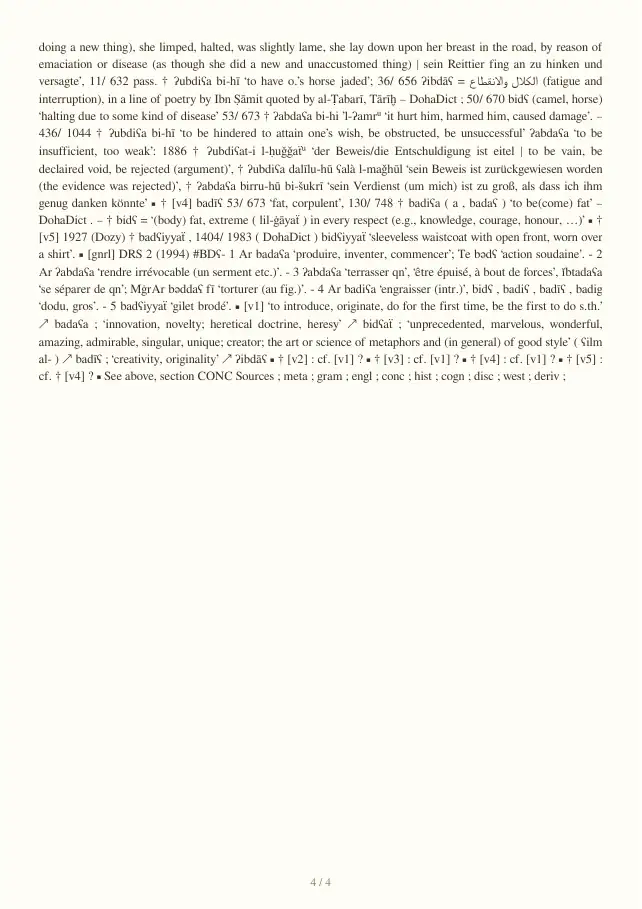 doing a new thing), she limped, halted, was slightly lame, she lay down upon her breast in the road, by reason of
emaciation or disease (as though she did a new and unaccustomed thing) | sein Reittier fing an zu hinken und
versagte’, 11/ 632 pass. † ʔubdiʕa bi-hī ‘to have o.’s horse jaded’; 36/ 656 ʔibdāʕ = الكلال والانقطاع (fatigue and
interruption), in a line of poetry by Ibn Ṣāmit quoted by al-Ṭabarī, Tārīḫ – DohaDict ; 50/ 670 bidʕ (camel, horse)
‘halting due to some kind of disease’ 53/ 673 † ʔabdaʕa bi-hi ’l-ʔamrᵘ ‘it hurt him, harmed him, caused damage’. –
436/ 1044 † ʔubdiʕa bi-hī ‘to be hindered to attain one’s wish, be obstructed, be unsuccessful’ ʔabdaʕa ‘to be
insufficient, too weak’: 1886 † ʔubdiʕat-i l-ḥuǧǧaẗᵘ ‘der Beweis/die Entschuldigung ist eitel | to be vain, be
declaired void, be rejected (argument)’, † ʔubdiʕa dalīlu-hū ʕalà l-maǧhūl ‘sein Beweis ist zurückgewiesen worden
(the evidence was rejected)’, † ʔabdaʕa birru-hū bi-šukrī ‘sein Verdienst (um mich) ist zu groß, als dass ich ihm
genug danken könnte’ ▪ † [v4] badīʕ 53/ 673 ‘fat, corpulent’, 130/ 748 † badiʕa ( a , badaʕ ) ‘to be(come) fat’ –
DohaDict . – † bidʕ = ‘(body) fat, extreme ( lil-ġāyaẗ ) in every respect (e.g., knowledge, courage, honour, …)’ ▪ †
[v5] 1927 (Dozy) † badʕiyyaẗ , 1404/ 1983 ( DohaDict ) bidʕiyyaẗ ‘sleeveless waistcoat with open front, worn over
a shirt’. ▪ [gnrl] DRS 2 (1994) #BDʕ- 1 Ar badaʕa ‘produire, inventer, commencer’; Te bədʕ ‘action soudaine’. - 2
Ar ʔabdaʕa ‘rendre irrévocable (un serment etc.)’. - 3 ʔabdaʕa ‘terrasser qn’, ‘être épuisé, à bout de forces’, ĭbtadaʕa
‘se séparer de qn’; MġrAr bəddaʕ fī ‘torturer (au fig.)’. - 4 Ar badiʕa ‘engraisser (intr.)’, bidʕ , badiʕ , badīʕ , badig
‘dodu, gros’. - 5 badʕiyyaẗ ‘gilet brodé’. ▪ [v1] ‘to introduce, originate, do for the first time, be the first to do s.th.’
↗ badaʕa ; ‘innovation, novelty; heretical doctrine, heresy’ ↗ bidʕaẗ ; ‘unprecedented, marvelous, wonderful,
amazing, admirable, singular, unique; creator; the art or science of metaphors and (in general) of good style’ ( ʕilm
al- ) ↗ badīʕ ; ‘creativity, originality’ ↗ ʔibdāʕ ▪ † [v2] : cf. [v1] ? ▪ † [v3] : cf. [v1] ? ▪ † [v4] : cf. [v1] ? ▪ † [v5] :
cf. † [v4] ? ▪ See above, section CONC Sources ; meta ; gram ; engl ; conc ; hist ; cogn ; disc ; west ; deriv ;
4 / 4